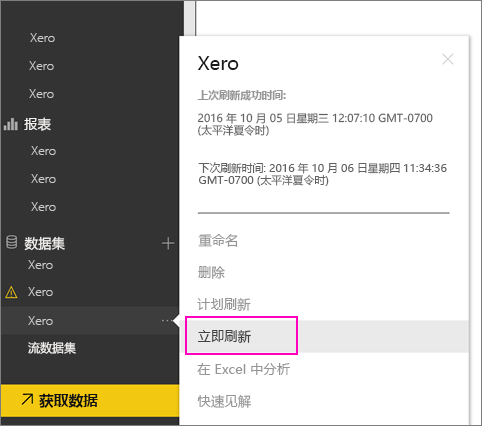 Xero
Xero
Xero
报表
Xero
Xero
Xero
数据集
Xero
Xero
Xero
流数据集
获取数据
Xero
上次刷新成功时间:
2016 年 10 月 05 日星期三 12:07:10 GMT-0700
(太平洋夏令时)
下次刷新时间: 2016 年 10 月 06 日星期四 11:34:36
GMT-0700 (太平洋夏令时)
重命名
删除
计划刷新
立即刷新
在 Excel 中分析
快速见解